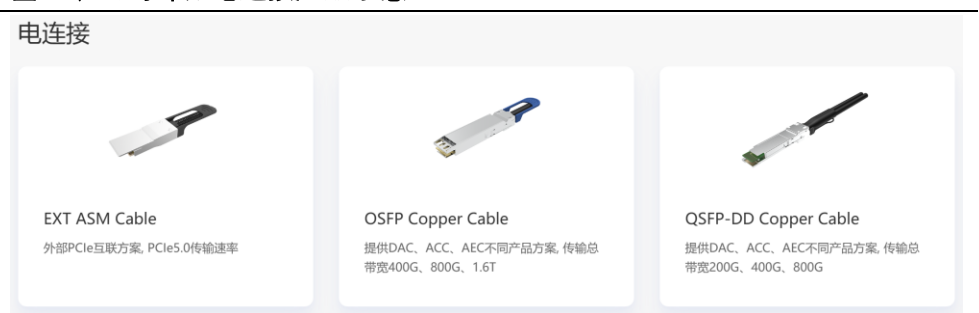 电连接
EXT ASM Cable
OSFP Copper Cable
QSFP-DD Copper Cable
外部PCIe互联方案, PCIe5.0传输速率
提供DAC、ACC、AEC不同产品方案, 传输总
带宽400G、800G、1.6T
提供DAC、ACC、AEC不同产品方案, 传输总
带宽200G、400G、800G